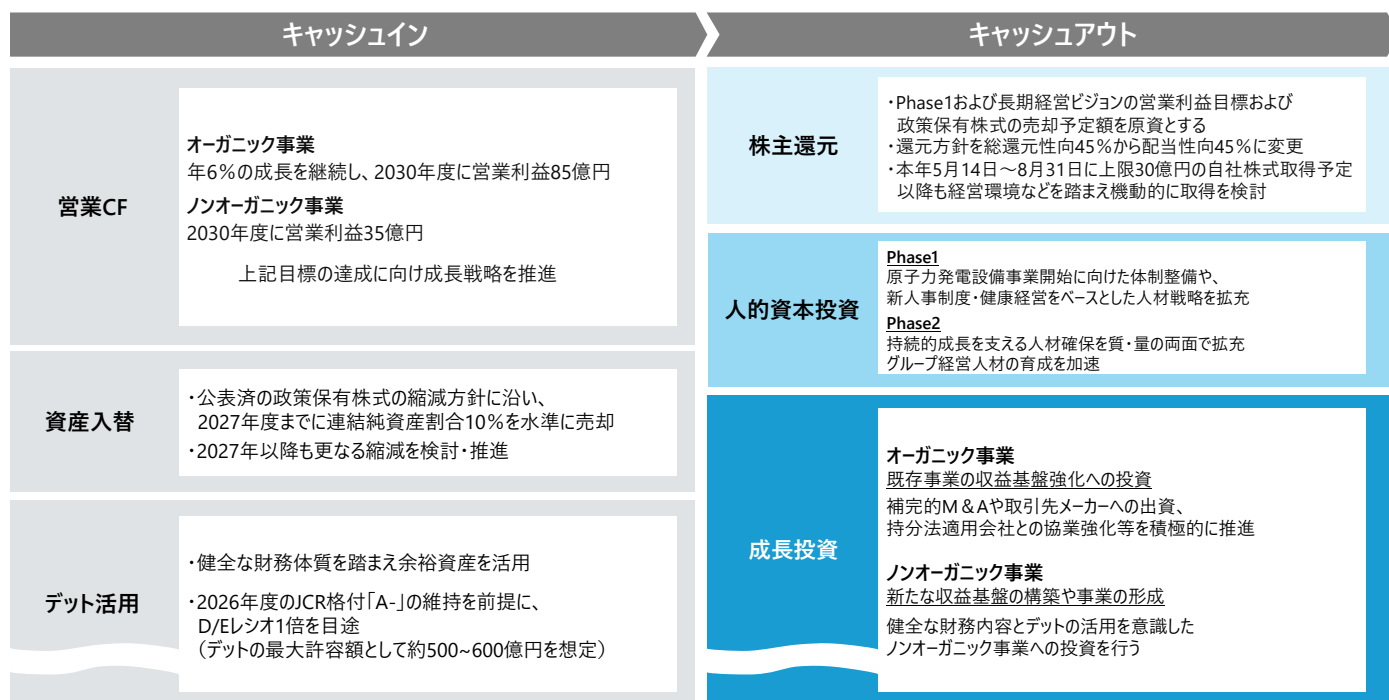 キャッシュイン
キャッシュアウト
営業CF
オーガニック事業
年6％の成長を継続し、2030年度に営業利益85億円
ノンオーガニック事業
2030年度に営業利益35億円
上記目標の達成に向け成長戦略を推進
資産入替
・公表済の政策保有株式の縮減方針に沿い、
2027年度までに連結純資産割合10％を水準に売却
・2027年以降も更なる縮減を検討・推進
デット活用
・健全な財務体質を踏まえ余裕資産を活用
・2026年度のJCR格付「A-」の維持を前提に、
D/Eレシオ1倍を目途
（デットの最大許容額として約500~600億円を想定）
株主還元
・Phase1および長期経営ビジョンの営業利益目標および
政策保有株式の売却予定額を原資とする
・還元方針を総還元性向45％から配当性向45％に変更
・本年5月14日～8月31日に上限30億円の自社株式取得予定
以降も経営環境などを踏まえ機動的に取得を検討
人的資本投資
Phase1
原子力発電設備事業開始に向けた体制整備や、
新人事制度・健康経営をベースとした人材戦略を拡充
Phase2
持続的成長を支える人材確保を質・量の両面で拡充
グループ経営人材の育成を加速
成長投資
オーガニック事業
既存事業の収益基盤強化への投資
補完的M＆Aや取引先メーカーへの出資、
持分法適用会社との協業強化等を積極的に推進
ノンオーガニック事業
新たな収益基盤の構築や事業の形成
健全な財務内容とデットの活用を意識した
ノンオーガニック事業への投資を行う